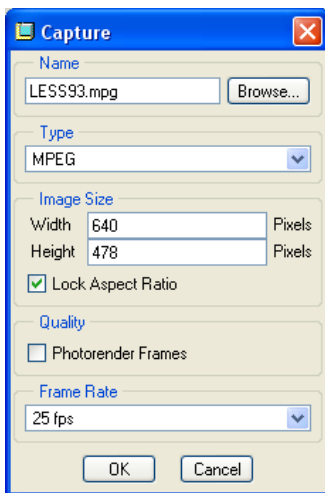 Capture
Name
LESS93.mpg Browse...
Type
MPEG
Image Size
Width 640 Pixels
Height 478 Pixels
Lock Aspect Ratio
Quality
Photorender Frames
Frame Rate
25 fps
OK Cancel